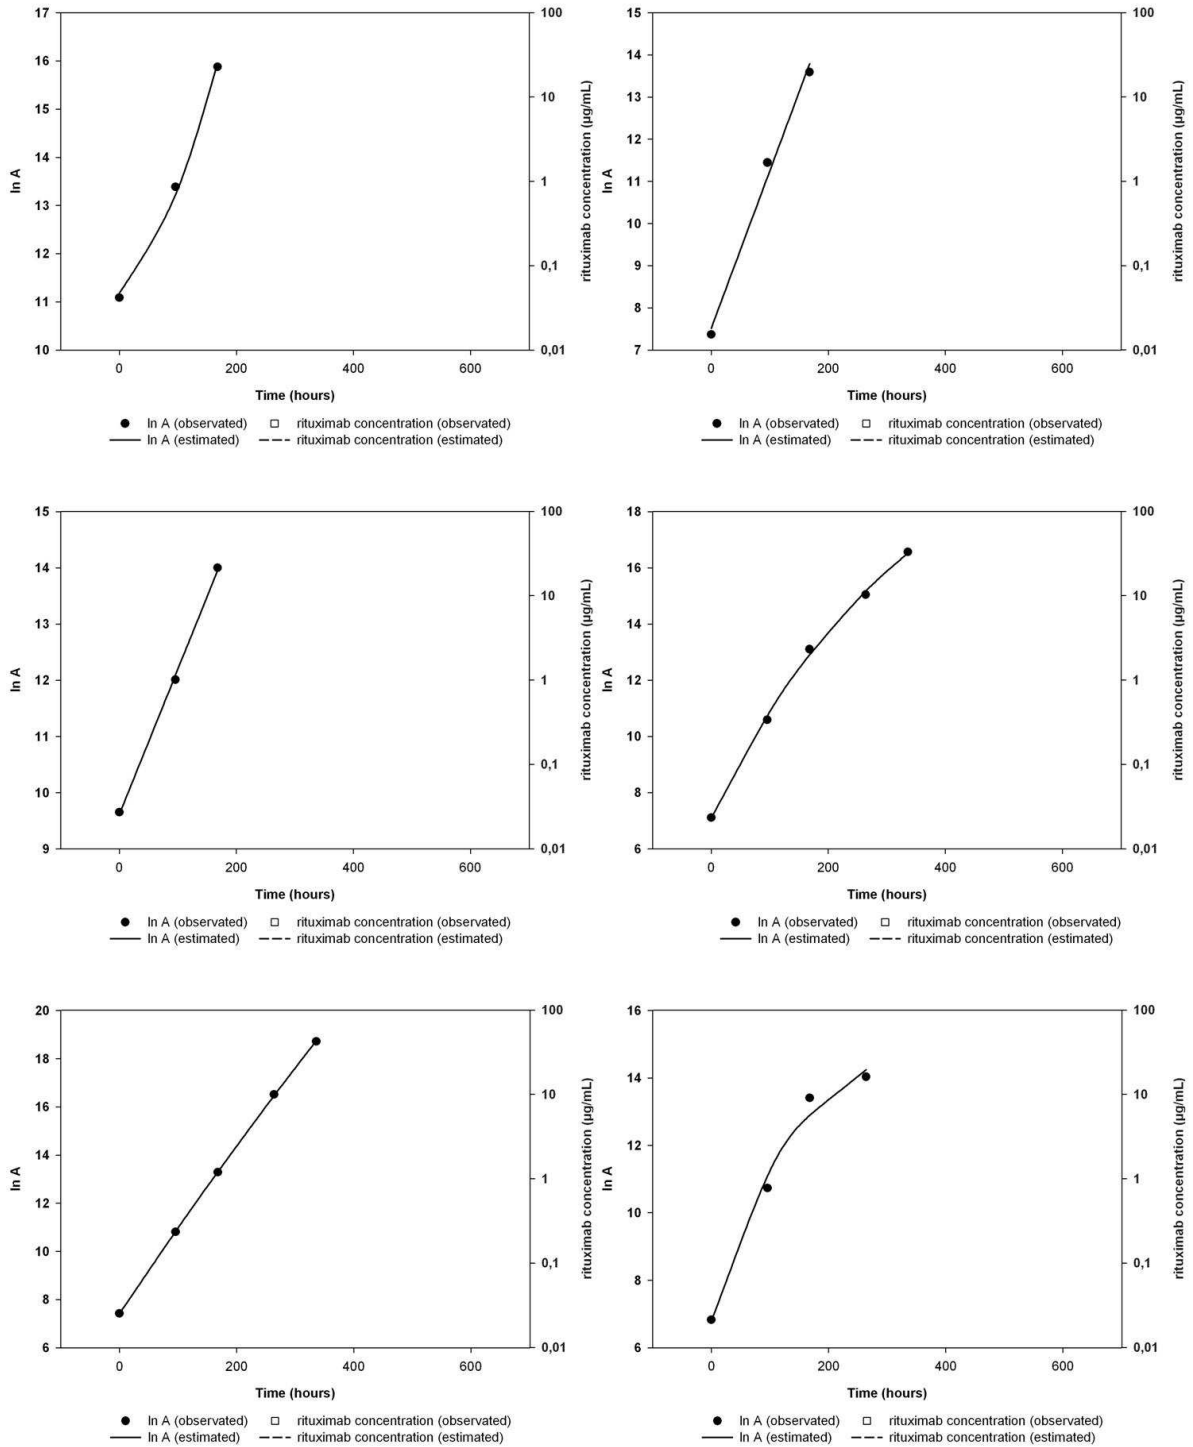 17
16
15
14
13
12
11
10
ln A
100
10
1
0,1
0,01
rituximab concentration (µg/mL)
0 200 400 600
Time (hours)
ln A (observated) rituximab concentration (observated)
ln A (estimated) rituximab concentration (estimated)
15
14
13
12
11
10
9
8
7
ln A
100
10
1
0,1
0,01
rituximab concentration (µg/mL)
0 200 400 600
Time (hours)
ln A (observated) rituximab concentration (observated)
ln A (estimated) rituximab concentration (estimated)
15
14
13
12
11
10
9
ln A
100
10
1
0,1
0,01
rituximab concentration (µg/mL)
0 200 400 600
Time (hours)
ln A (observated) rituximab concentration (observated)
ln A (estimated) rituximab concentration (estimated)
18
16
14
12
10
8
6
ln A
100
10
1
0,1
0,01
rituximab concentration (µg/mL)
0 200 400 600
Time (hours)
ln A (observated) rituximab concentration (observated)
ln A (estimated) rituximab concentration (estimated)
20
18
16
14
12
10
8
6
ln A
100
10
1
0,1
0,01
rituximab concentration (µg/mL)
0 200 400 600
Time (hours)
ln A (observated) rituximab concentration (observated)
ln A (estimated) rituximab concentration (estimated)
16
14
12
10
8
6
ln A
100
10
1
0,1
0,01
rituximab concentration (µg/mL)
0 200 400 600
Time (hours)
ln A (observated) rituximab concentration (observated)
ln A (estimated) rituximab concentration (estimated)